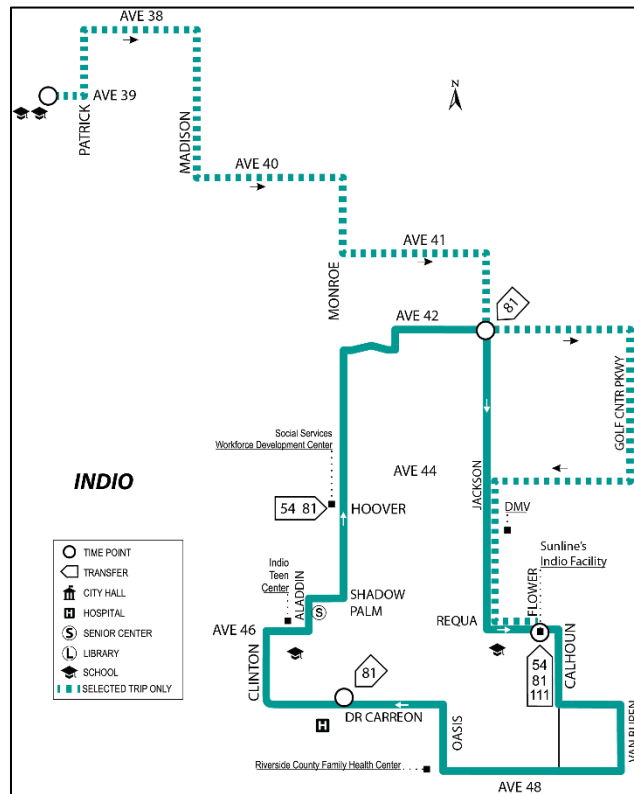 AVE 38
N
AVE 39
PATRICK
MADISON
AVE 40
AVE 41
MONROE
81
AVE 42
GOLF CNTR PKWY
Social Services
Workforce Development Center
AVE 44
JACKSON
INDIO
54 81
HOOVER
DMV
Sunline's
Indio Facility
TIME POINT
TRANSFER
CITY HALL
H HOSPITAL
S SENIOR CENTER
L LIBRARY
SCHOOL
SELECTED TRIP ONLY
Indio
Teen
Center
ALADDIN
S
SHADOW
PALM
FLOWER
REQUA
AVE 46
CLINTON
81
54
81
111
CALHOUN
DR CARREON
H
OASIS
VAN BUREN
Riverside County Family Health Center
AVE 48